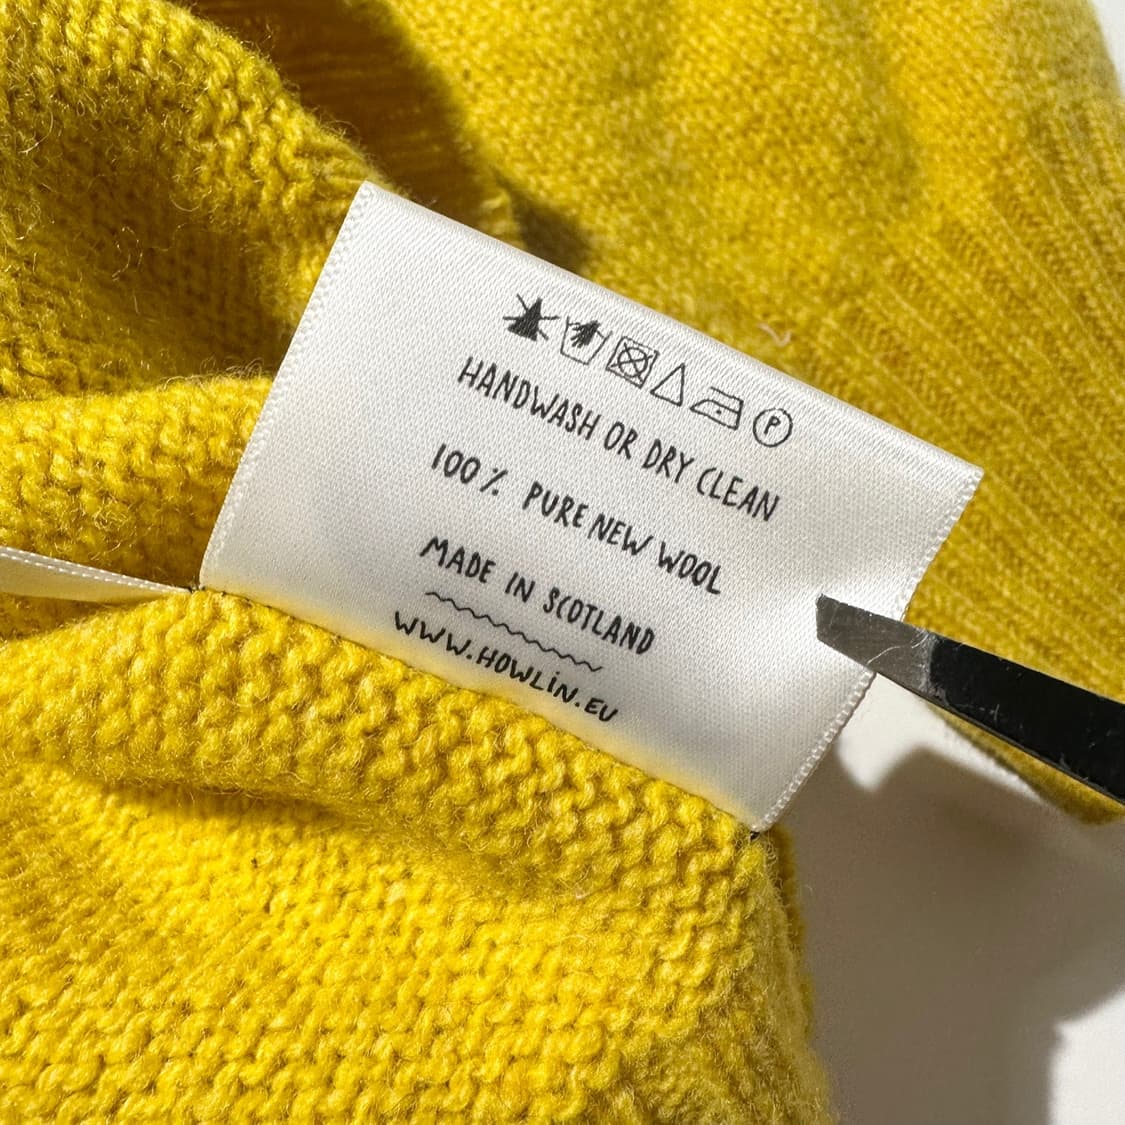 P
HANDWASH OR DRY CLEAN
100% PURE NEW WOOL
MADE IN SCOTLAND
WWW.HOWLIN.EU